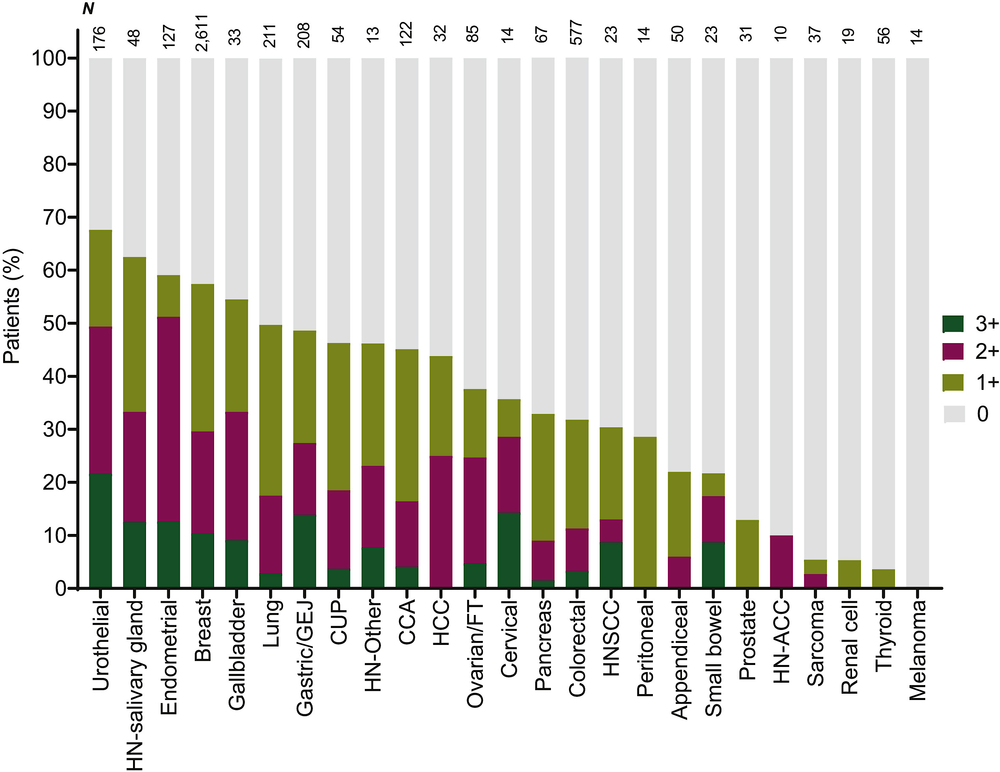 N
176 48 127 2,611 33 211 208 54 13 122 32 85 14 67 577 23 14 50 23 31 10 37 19 56 14
100
90
80
70
60
50
40
30
20
10
0
Patients (%)
3+
2+
1+
0
Urothelial
HN-salivary gland
Endometrial
Breast
Gallbladder
Lung
Gastric/GEJ
CUP
HN-Other
CCA
HCC
Ovarian/FT
Cervical
Pancreas
Colorectal
HNSCC
Peritoneal
Appendiceal
Small bowel
Prostate
HN-ACC
Sarcoma
Renal cell
Thyroid
Melanoma